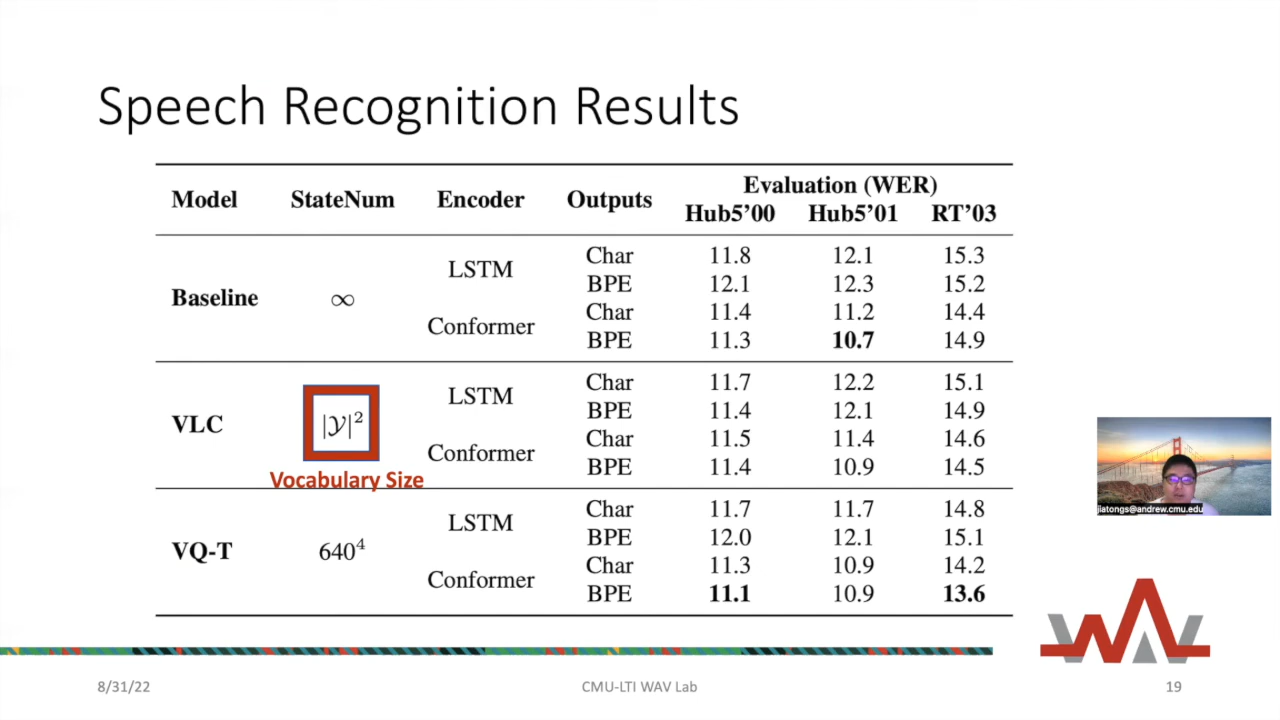 Speech Recognition Results
Model StateNum Encoder Outputs Evaluation (WER)
Hub5’00 Hub5’01 RT’03
Baseline ∞ LSTM Char 11.8 12.1 15.3
BPE 12.1 12.3 15.2
Conformer Char 11.4 11.2 14.4
BPE 11.3 10.7 14.9
VLC |𝒴|² LSTM Char 11.7 12.2 15.1
BPE 11.4 12.1 14.9
Conformer Char 11.5 11.4 14.6
BPE 11.4 10.9 14.5
Vocabulary Size
VQ-T 640⁴ LSTM Char 11.7 11.7 14.8
BPE 12.0 12.1 15.1
Conformer Char 11.3 10.9 14.2
BPE 11.1 10.9 13.6
jiatongs@andrew.cmu.edu
WAV
8/31/22 CMU-LTI WAV Lab 19